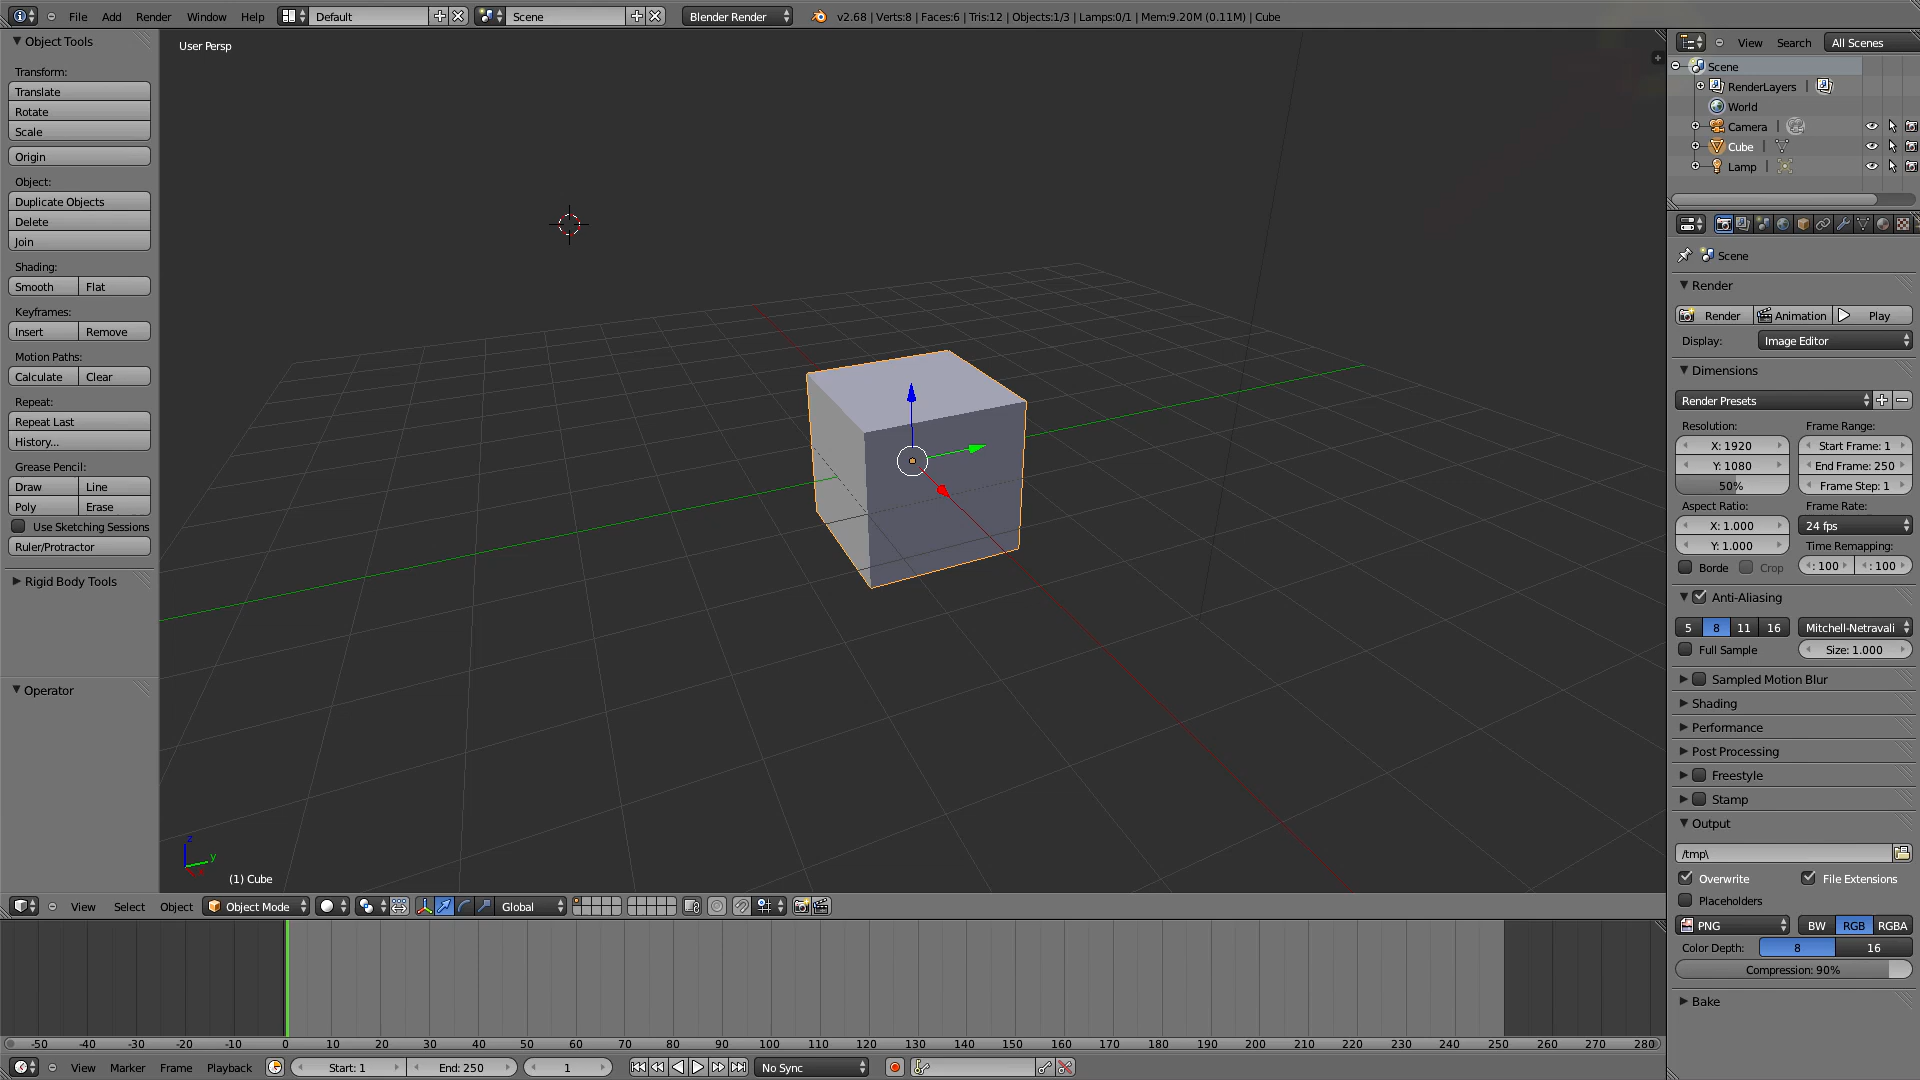 File Add Render Window Help Default Scene Blender Render v2.68 | Verts:8 | Faces:6 | Tris:12 | Objects:1/3 | Lamps:0/1 | Mem:9.20M (0.11M) | Cube
Object Tools
Transform:
Translate
Rotate
Scale
Origin
Object:
Duplicate Objects
Delete
Join
Shading:
Smooth Flat
Keyframes:
Insert Remove
Motion Paths:
Calculate Clear
Repeat:
Repeat Last
History...
Grease Pencil:
Draw Line
Poly Erase
Use Sketching Sessions
Ruler/Protractor
Rigid Body Tools
Operator
User Persp
z
y
x
(1) Cube
View Select Object Object Mode Global
-50 -40 -30 -20 -10 0 10 20 30 40 50 60 70 80 90 100 110 120 130 140 150 160 170 180 190 200 210 220 230 240 250 260 270 280
View Marker Frame Playback Start: 1 End: 250 1 No Sync
View Search All Scenes
Scene
RenderLayers |
World
Camera |
Cube |
Lamp |
Scene
Render
Render Animation Play
Display: Image Editor
Dimensions
Render Presets
Resolution: Frame Range:
X: 1920 Start Frame: 1
Y: 1080 End Frame: 250
50% Frame Step: 1
Aspect Ratio: Frame Rate:
X: 1.000 24 fps
Y: 1.000 Time Remapping:
Borde Crop : 100 : 100
Anti-Aliasing
5 8 11 16 Mitchell-Netravali
Full Sample Size: 1.000
Sampled Motion Blur
Shading
Performance
Post Processing
Freestyle
Stamp
Output
/tmp\
Overwrite File Extensions
Placeholders
PNG BW RGB RGBA
Color Depth: 8 16
Compression: 90%
Bake